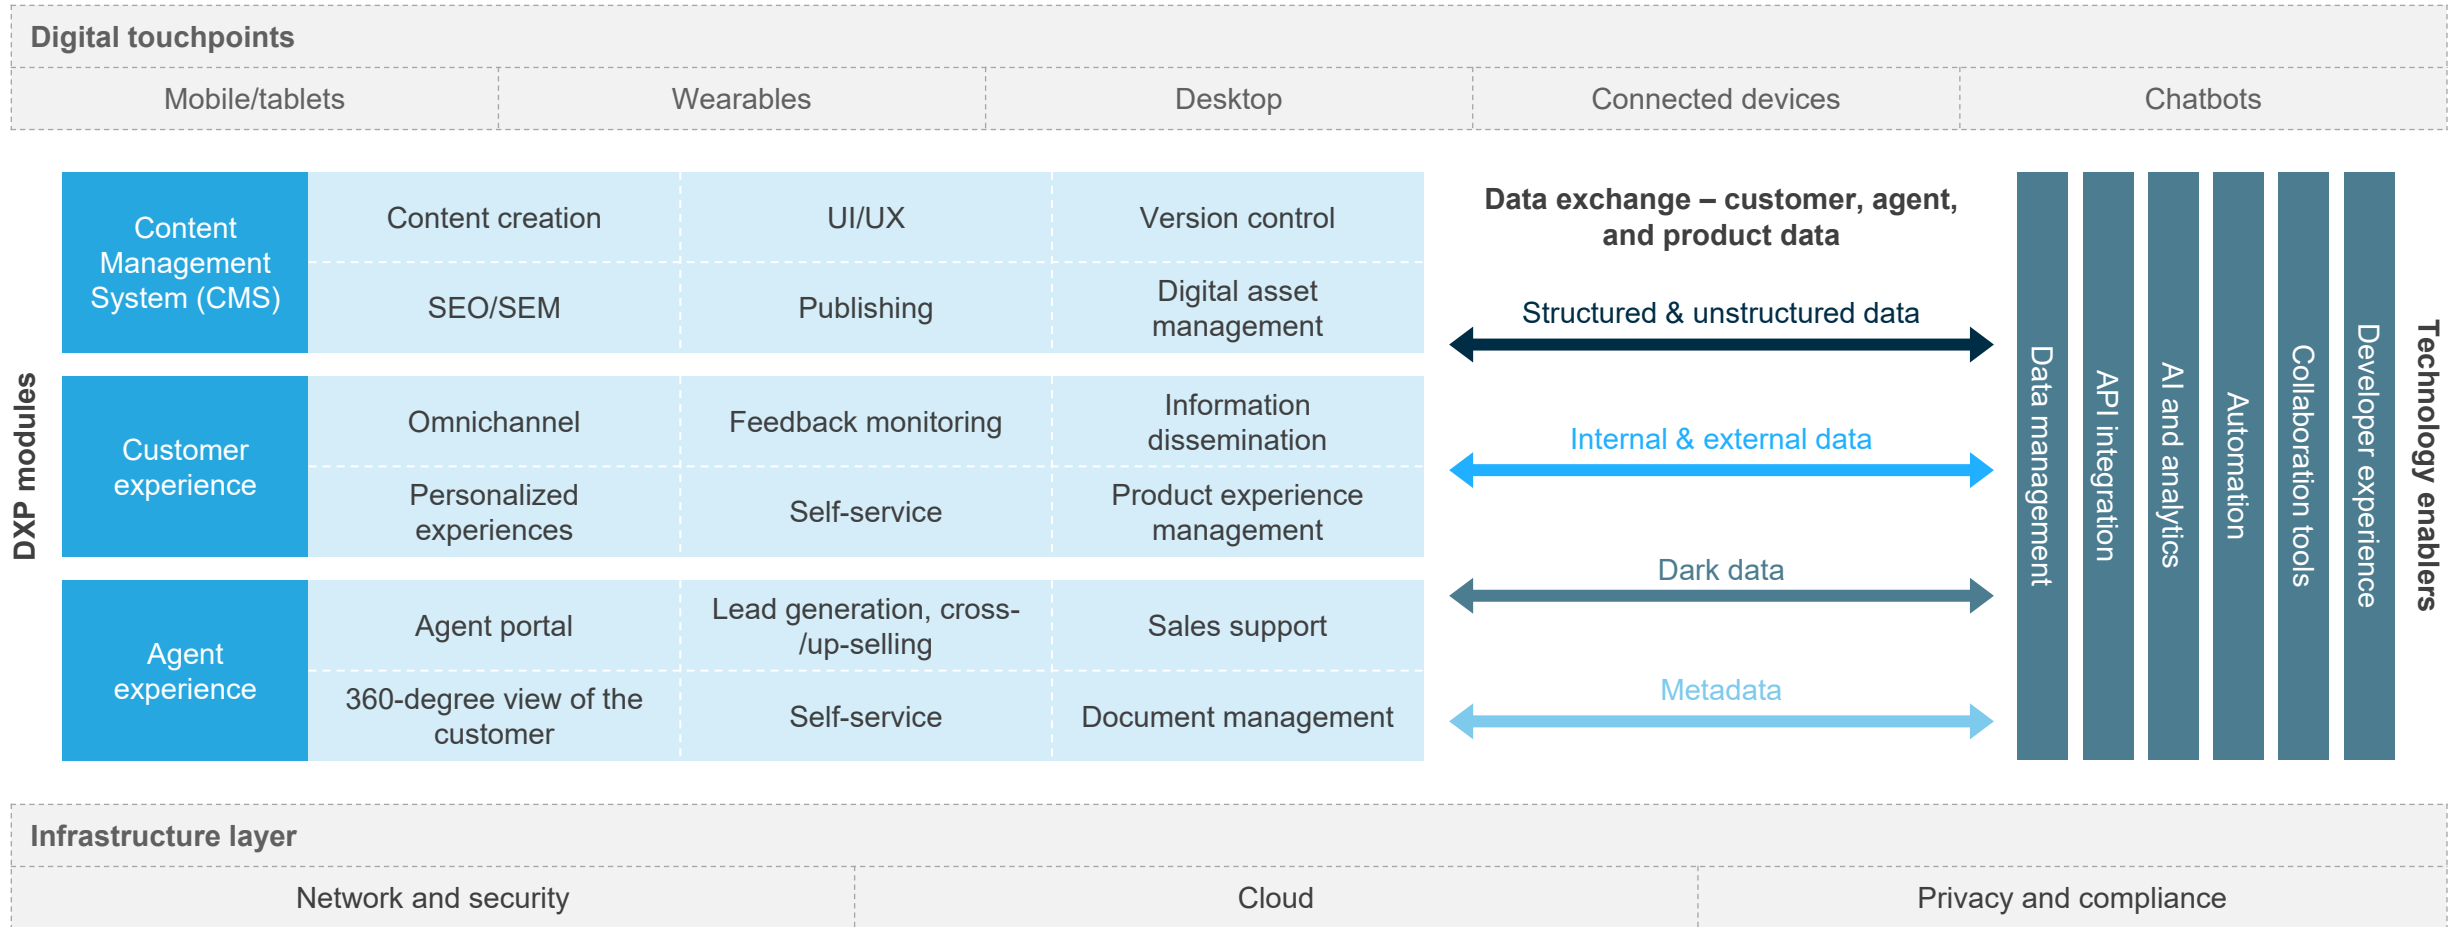 Digital touchpoints
Mobile/tablets
Wearables
Desktop
Connected devices
Chatbots
DXP modules
Content
Management
System (CMS)
Content creation
UI/UX
Version control
SEO/SEM
Publishing
Digital asset
management
Customer
experience
Omnichannel
Feedback monitoring
Information
dissemination
Personalized
experiences
Self-service
Product experience
management
Agent
experience
Agent portal
Lead generation, cross-
/up-selling
Sales support
360-degree view of the
customer
Self-service
Document management
Data exchange – customer, agent,
and product data
Structured & unstructured data
Internal & external data
Dark data
Metadata
Data management
API integration
AI and analytics
Automation
Collaboration tools
Developer experience
Technology enablers
Infrastructure layer
Network and security
Cloud
Privacy and compliance